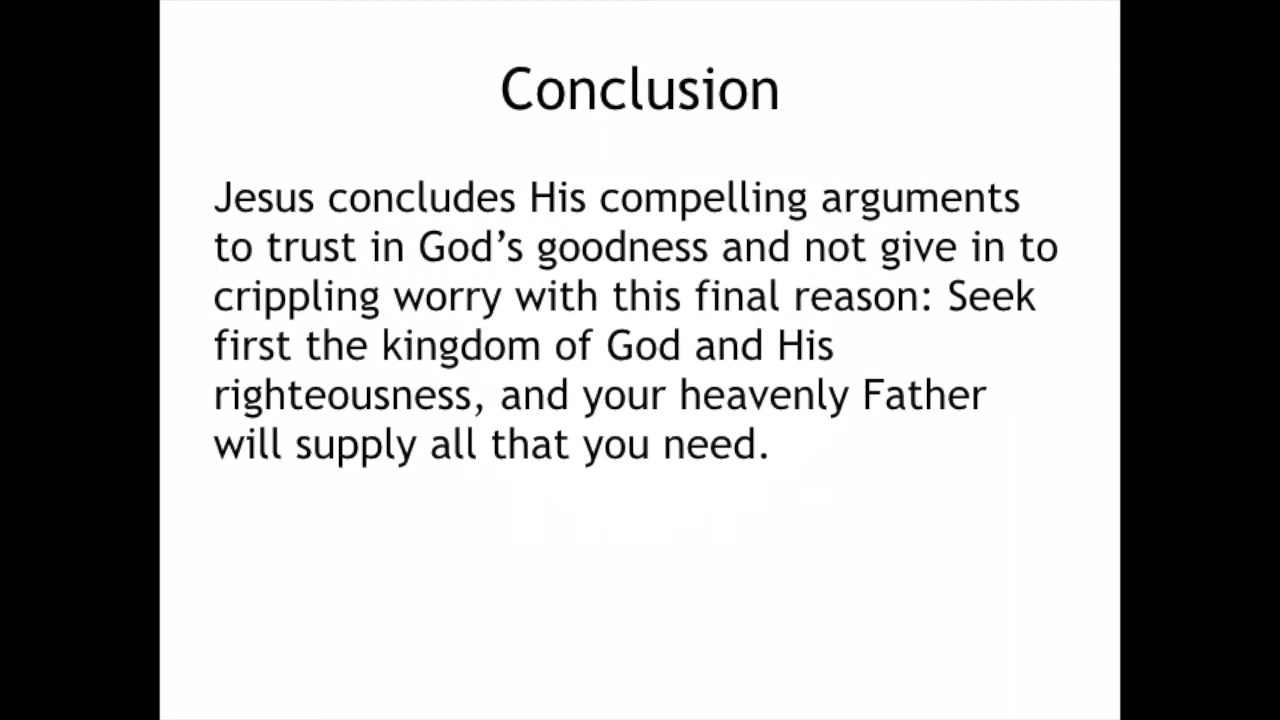 Conclusion
Jesus concludes His compelling arguments
to trust in God’s goodness and not give in to
crippling worry with this final reason: Seek
first the kingdom of God and His
righteousness, and your heavenly Father
will supply all that you need.